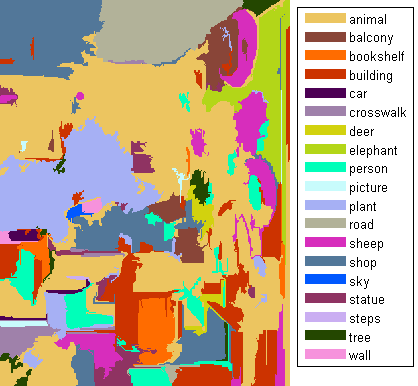 animal
balcony
bookshelf
building
car
crosswalk
deer
elephant
person
picture
plant
road
sheep
shop
sky
statue
steps
tree
wall